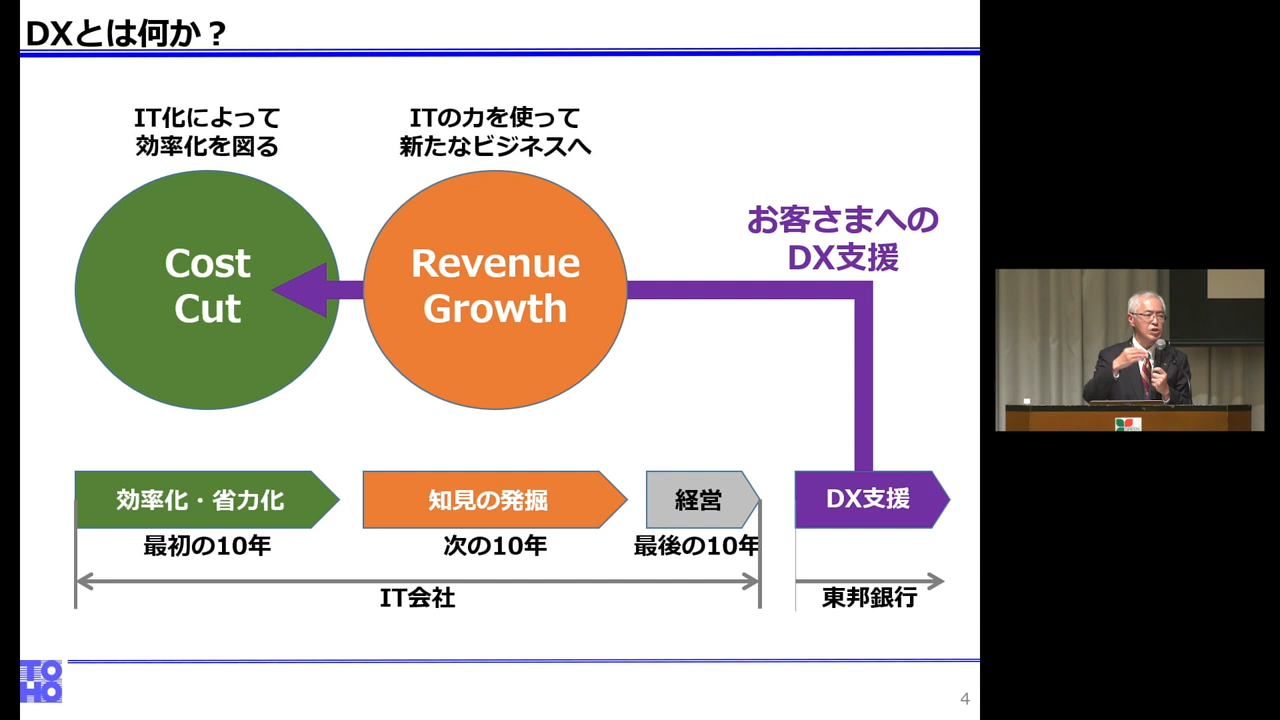 DXとは何か？
IT化によって
効率化を図る
ITの力を使って
新たなビジネスへ
Cost
Cut
Revenue
Growth
お客さまへの
DX支援
効率化・省力化
知見の発掘
経営
DX支援
最初の10年
次の10年
最後の10年
IT会社
東邦銀行
TO
HO
4